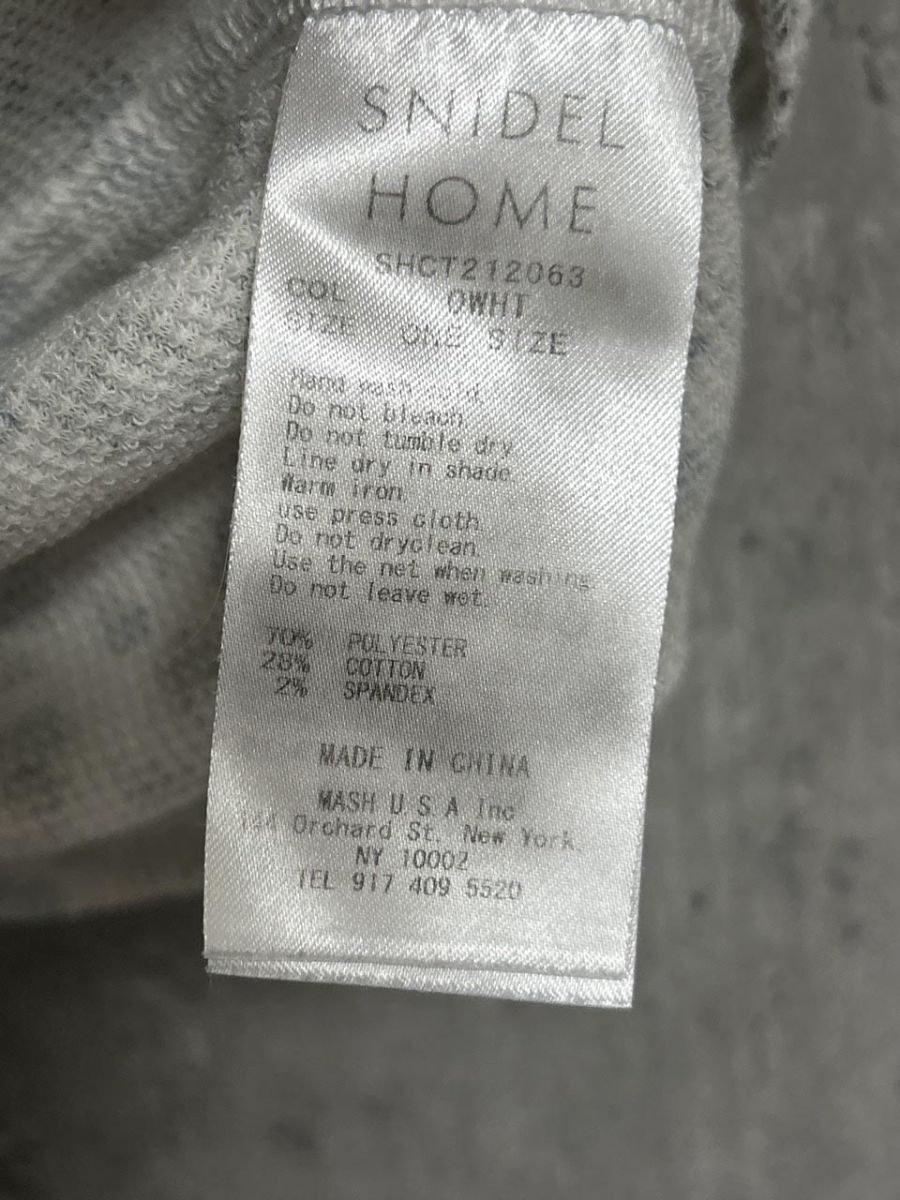 SNIDEL
HOME
SHCT212063
COL OWHT
SIZE ONE SIZE
Hand wash cold
Do not bleach.
Do not tumble dry
Line dry in shade
Warm iron.
use press cloth.
Do not dryclean.
Use the net when washing
Do not leave wet.
70% POLYESTER
28% COTTON
2% SPANDEX
MADE IN CHINA
MASH U S A Inc
Orchard St. New York,
NY 10002
TEL 917 409 5520